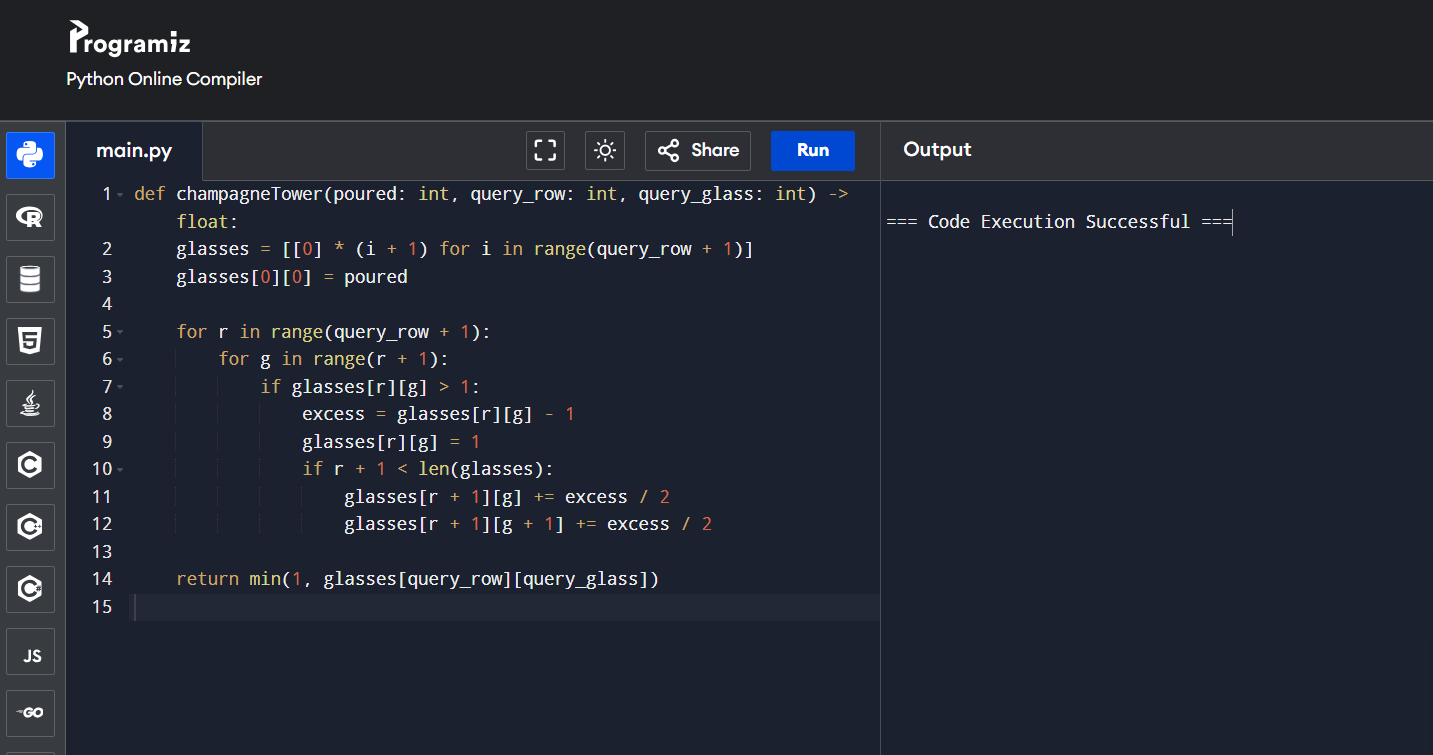 Programiz
Python Online Compiler
main.py
Share
Run
Output
1 def champagneTower(poured: int, query_row: int, query_glass: int) ->
float:
2 glasses = [[0] * (i + 1) for i in range(query_row + 1)]
3 glasses[0][0] = poured
4
5 for r in range(query_row + 1):
6 for g in range(r + 1):
7 if glasses[r][g] > 1:
8 excess = glasses[r][g] - 1
9 glasses[r][g] = 1
10 if r + 1 < len(glasses):
11 glasses[r + 1][g] += excess / 2
12 glasses[r + 1][g + 1] += excess / 2
13
14 return min(1, glasses[query_row][query_glass])
15
=== Code Execution Successful ===
R
5
C
C++
C#
JS
GO